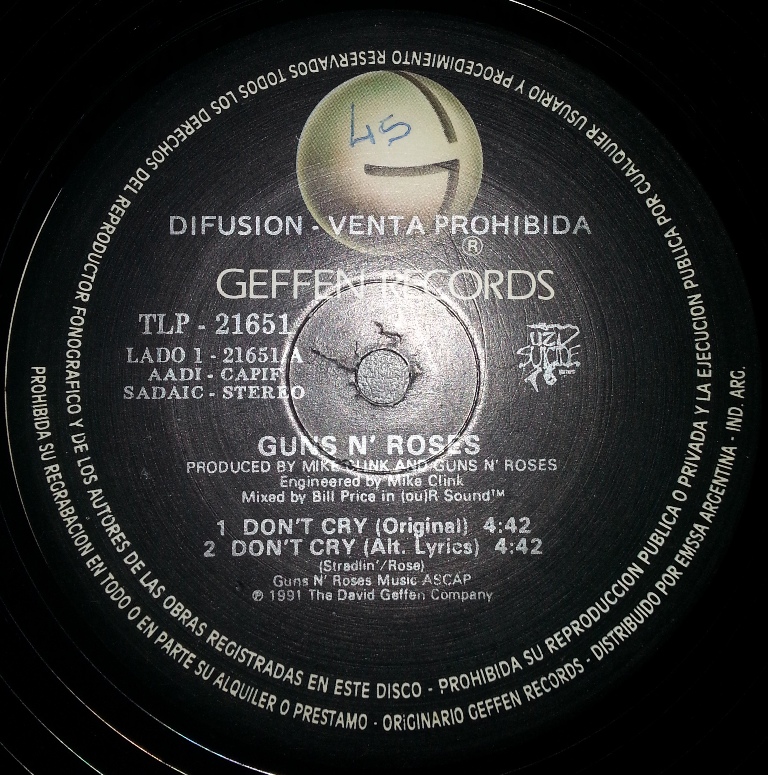 TODOS LOS DERECHOS DEL REPRODUCTOR FONOGRAFICO Y DE LOS AUTORES DE LAS OBRAS REGISTRADAS EN ESTE DISCO - PROHIBIDA SU REPRODUCCION PUBLICA O PRIVADA Y LA EJECUCION PUBLICA POR CUALQUIER USUARIO Y PROCEDIMIENTO RESERVADOS
PROHIBIDA SU REGRABACION EN TODO O EN PARTE SU ALQUILER O PRESTAMO - ORIGINARIO GEFFEN RECORDS - DISTRIBUIDO POR EMSSA ARGENTINA - IND. ARG.
45
DIFUSION - VENTA PROHIBIDA
®
GEFFEN RECORDS
TLP - 21651
LADO 1 - 21651/A
AADI - CAPIF
SADAIC - STEREO
UZI
SUICIDE
GUNS N' ROSES
PRODUCED BY MIKE CLINK AND GUNS N' ROSES
Engineered by Mike Clink
Mixed by Bill Price in (ou)R Sound™
1 DON'T CRY (Original) 4:42
2 DON'T CRY (Alt. Lyrics) 4:42
(Stradlin'/Rose)
Guns N' Roses Music ASCAP
℗ 1991 The David Geffen Company